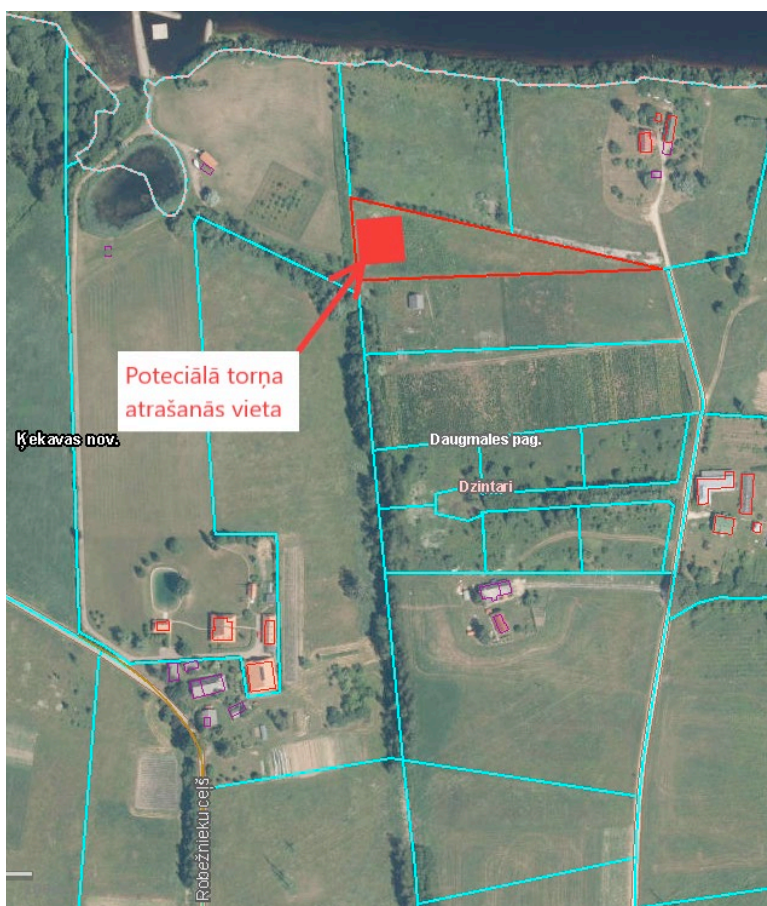 Poteciālā torņa
atrašanās vieta
Ķekavas nov.
Daugmales pag.
Dzintari
Robežnieku ceļš